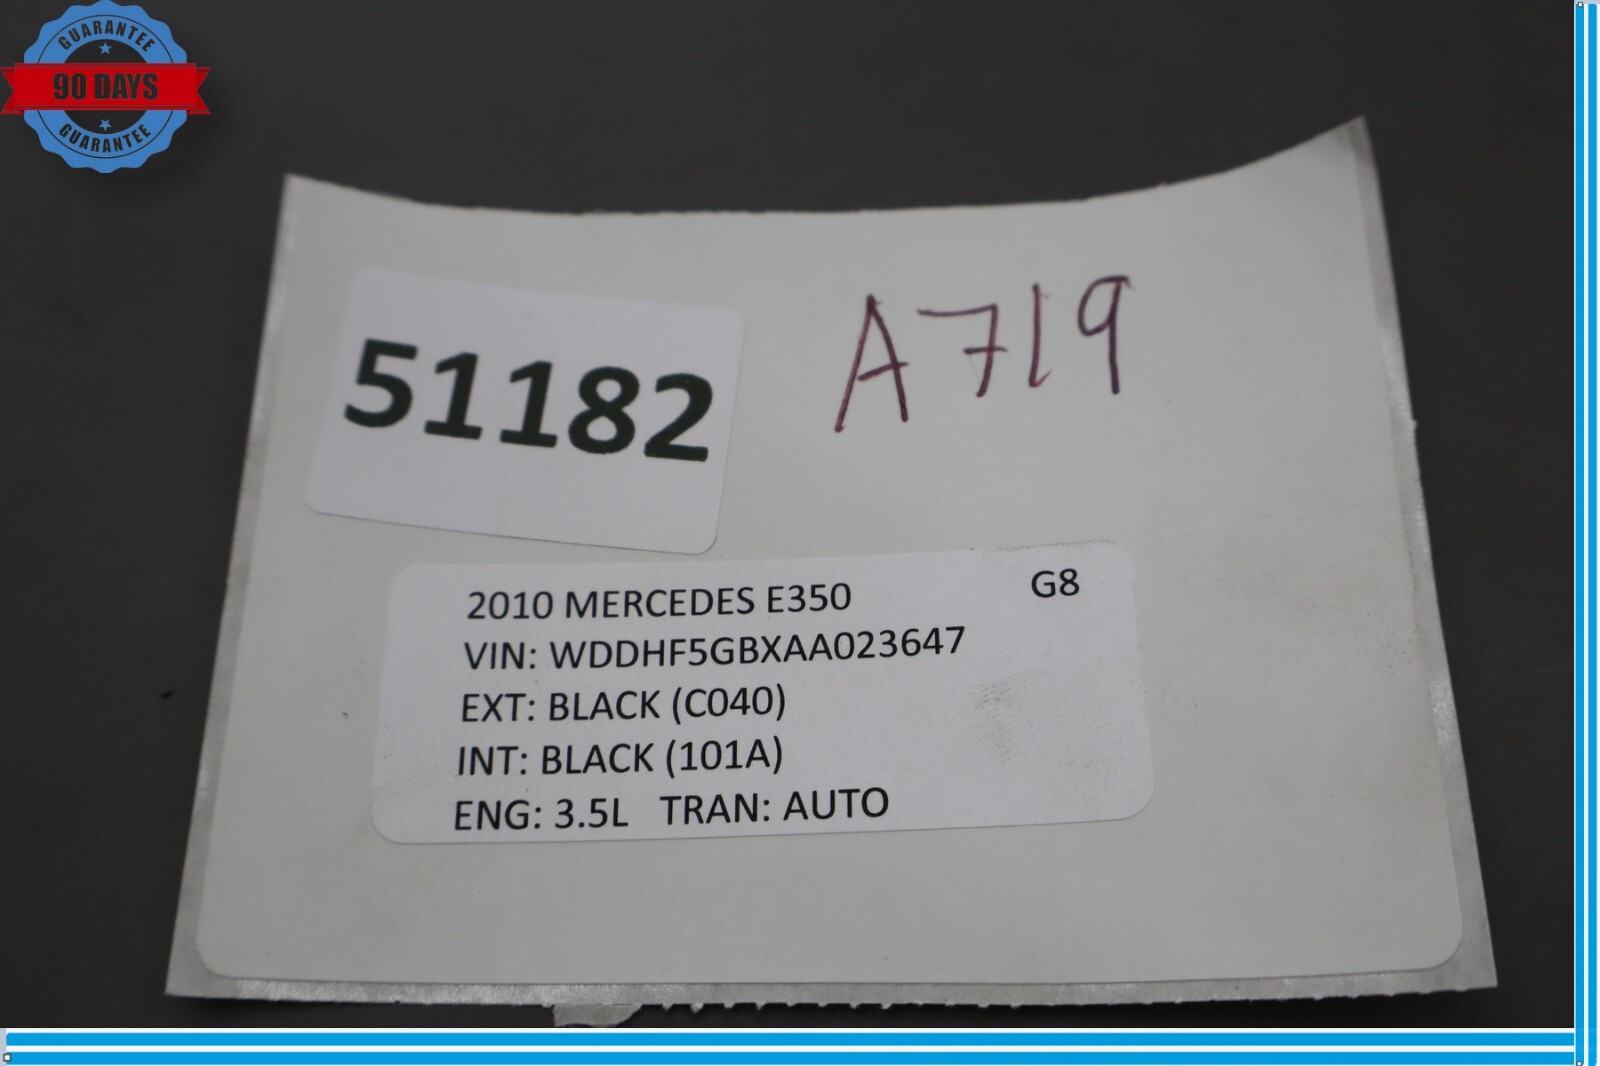 GUARANTEE
90 DAYS
GUARANTEE
51182
A719
2010 MERCEDES E350 G8
VIN: WDDHF5GBXAA023647
EXT: BLACK (C040)
INT: BLACK (101A)
ENG: 3.5L TRAN: AUTO